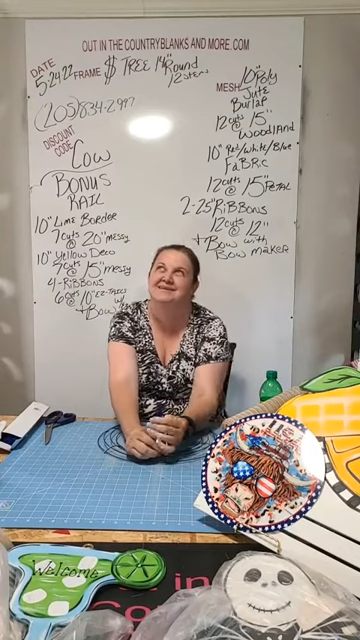 OUT IN THE COUNTRYBLANKS AND MORE.COM
DATE
5-24-22
FRAME
$ TREE 14" Round
12 stems
(205) 834-2997
DISCOUNT
CODE
Cow
BONUS
RAIL
10" Lime Border
7 cuts @ 20" messy
10" Yellow Deco
7 cuts @ 15" messy
4-RIBBONS
+Bow
MESH
10" Poly
Jute
Burlap
12 cuts @ 15"
WoodlAnd
10" Red/White/Blue
FaBRiC
12 cuts @ 15" Petal
2-25" RiBBONS
12 cuts @ 12"
+Bow with
Bow maker
WELCOME